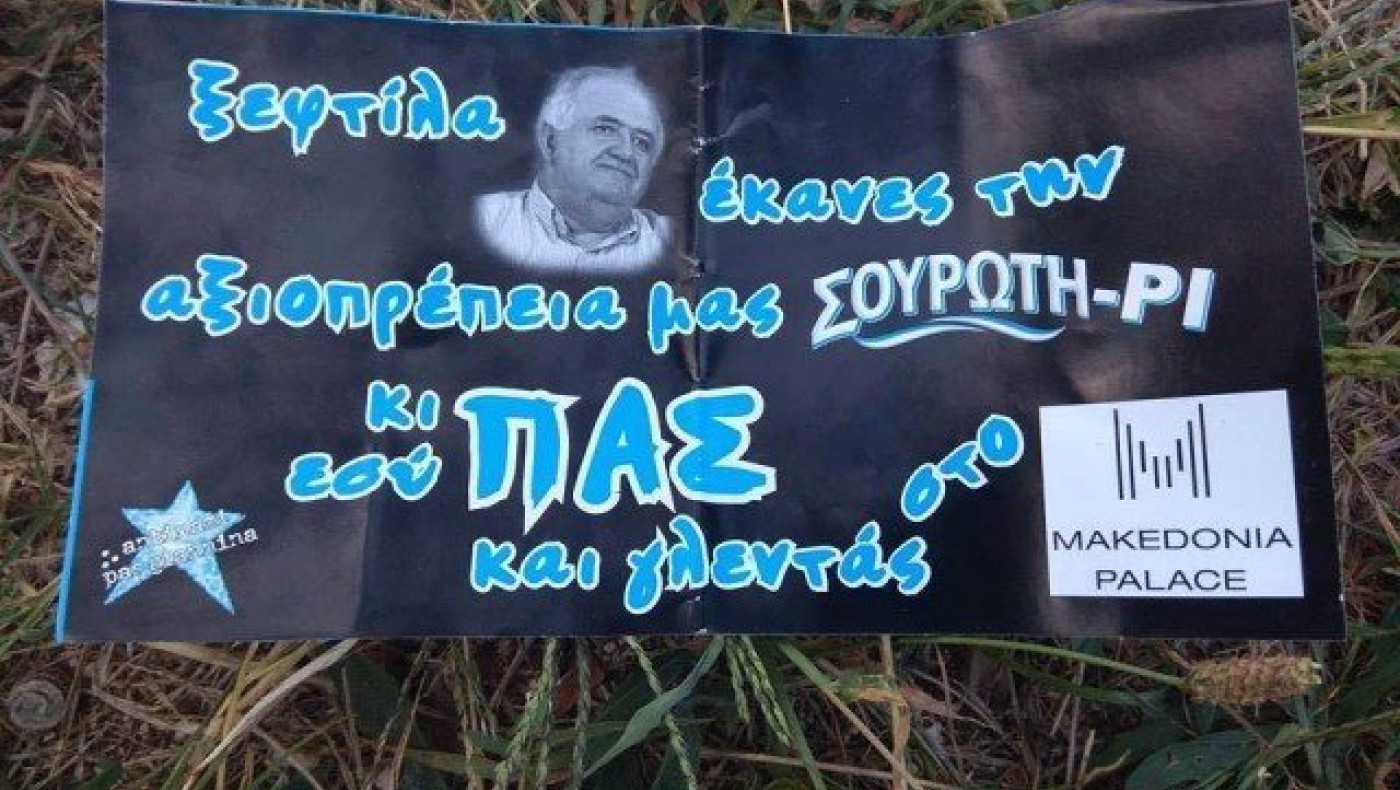 ξεφτίλα
έκανες την
αξιοπρέπεια μας ΣΟΥΡΩΤΗ-ΡΙ
κι
εσύ ΠΑΣ
στο
και γλεντάς
MAKEDONIA
PALACE